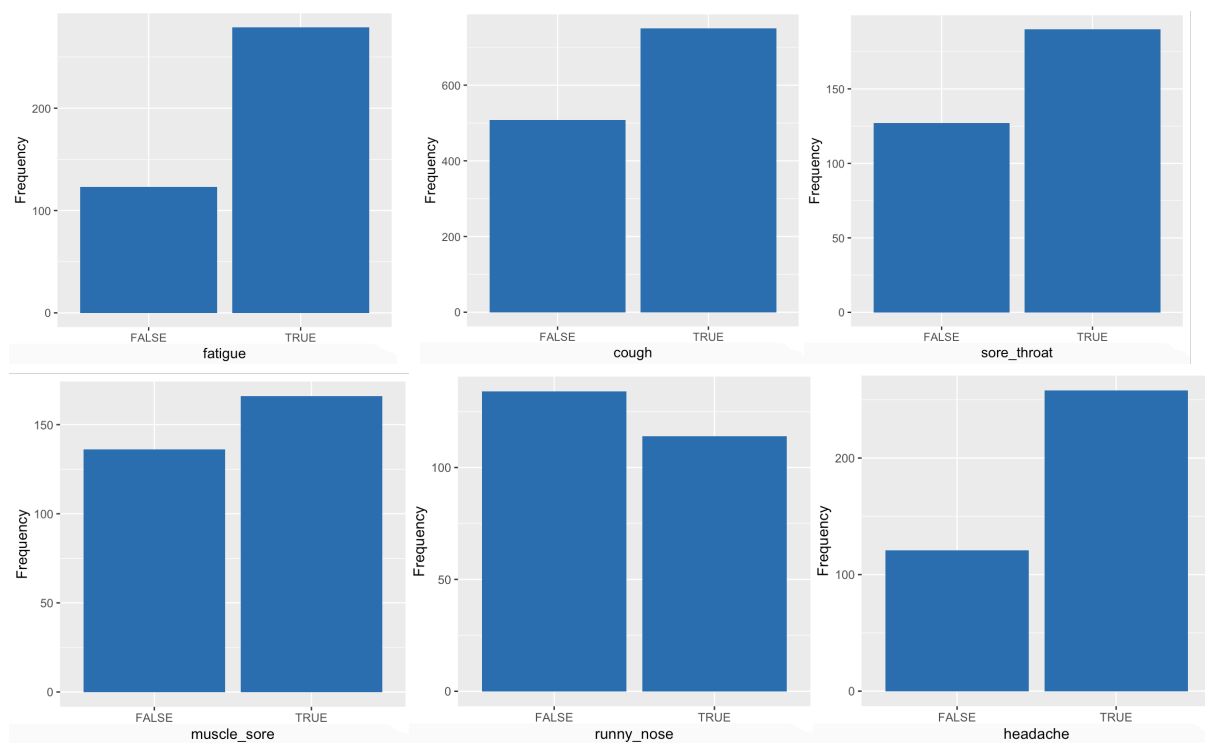 Frequency
200
100
0
FALSE TRUE
fatigue
Frequency
600
400
200
0
FALSE TRUE
cough
Frequency
150
100
50
0
FALSE TRUE
sore_throat
Frequency
150
100
50
0
FALSE TRUE
muscle_sore
Frequency
100
50
0
FALSE TRUE
runny_nose
Frequency
200
100
0
FALSE TRUE
headache